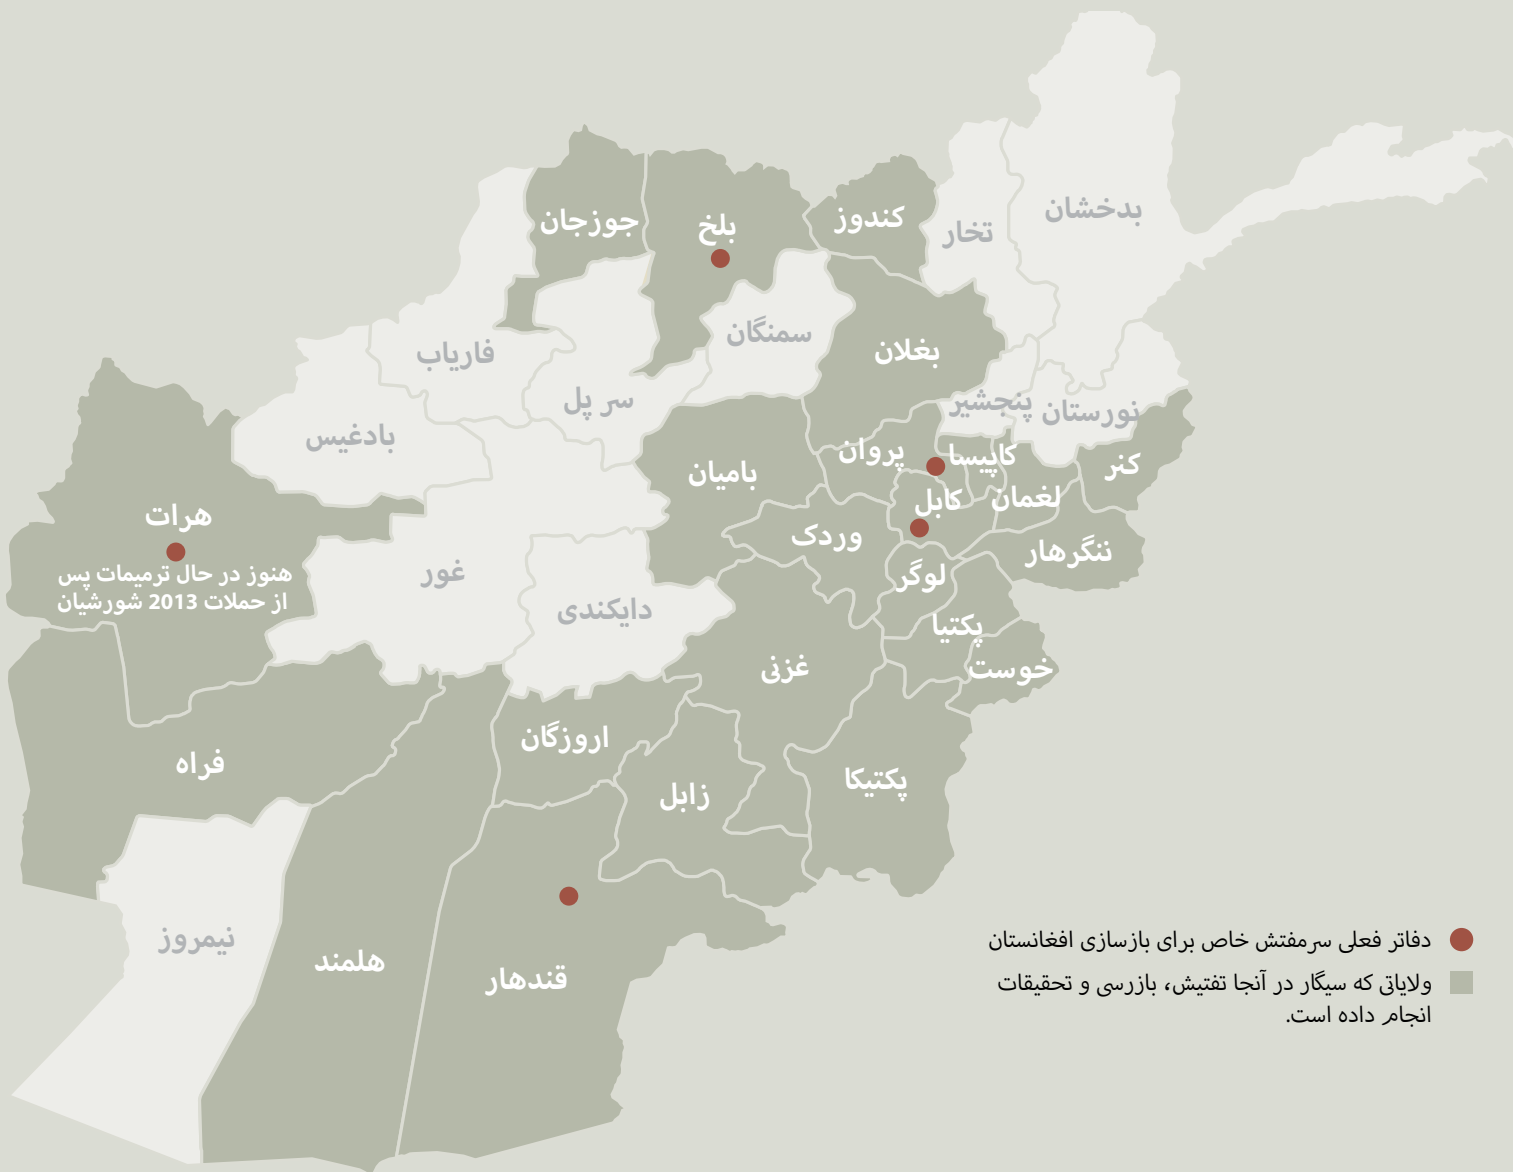 بدخشان
تخار
کندوز
بلخ
جوزجان
سمنگان
بغلان
فاریاب
سر پل
پنجشیر
نورستان
بادغیس
پروان
کاپیسا
کنر
بامیان
کابل
لغمان
هرات
وردک
ننگرهار
هنوز در حال ترمیمات پس
از حملات 2013 شورشیان
غور
لوگر
دایکندی
پکتیا
خوست
غزنی
اروزگان
فراه
پکتیکا
زابل
نیمروز
هلمند
قندهار
دفاتر فعلی سرمفتش خاص برای بازسازی افغانستان
ولایاتی که سیگار در آنجا تفتیش، بازرسی و تحقیقات
انجام داده است.